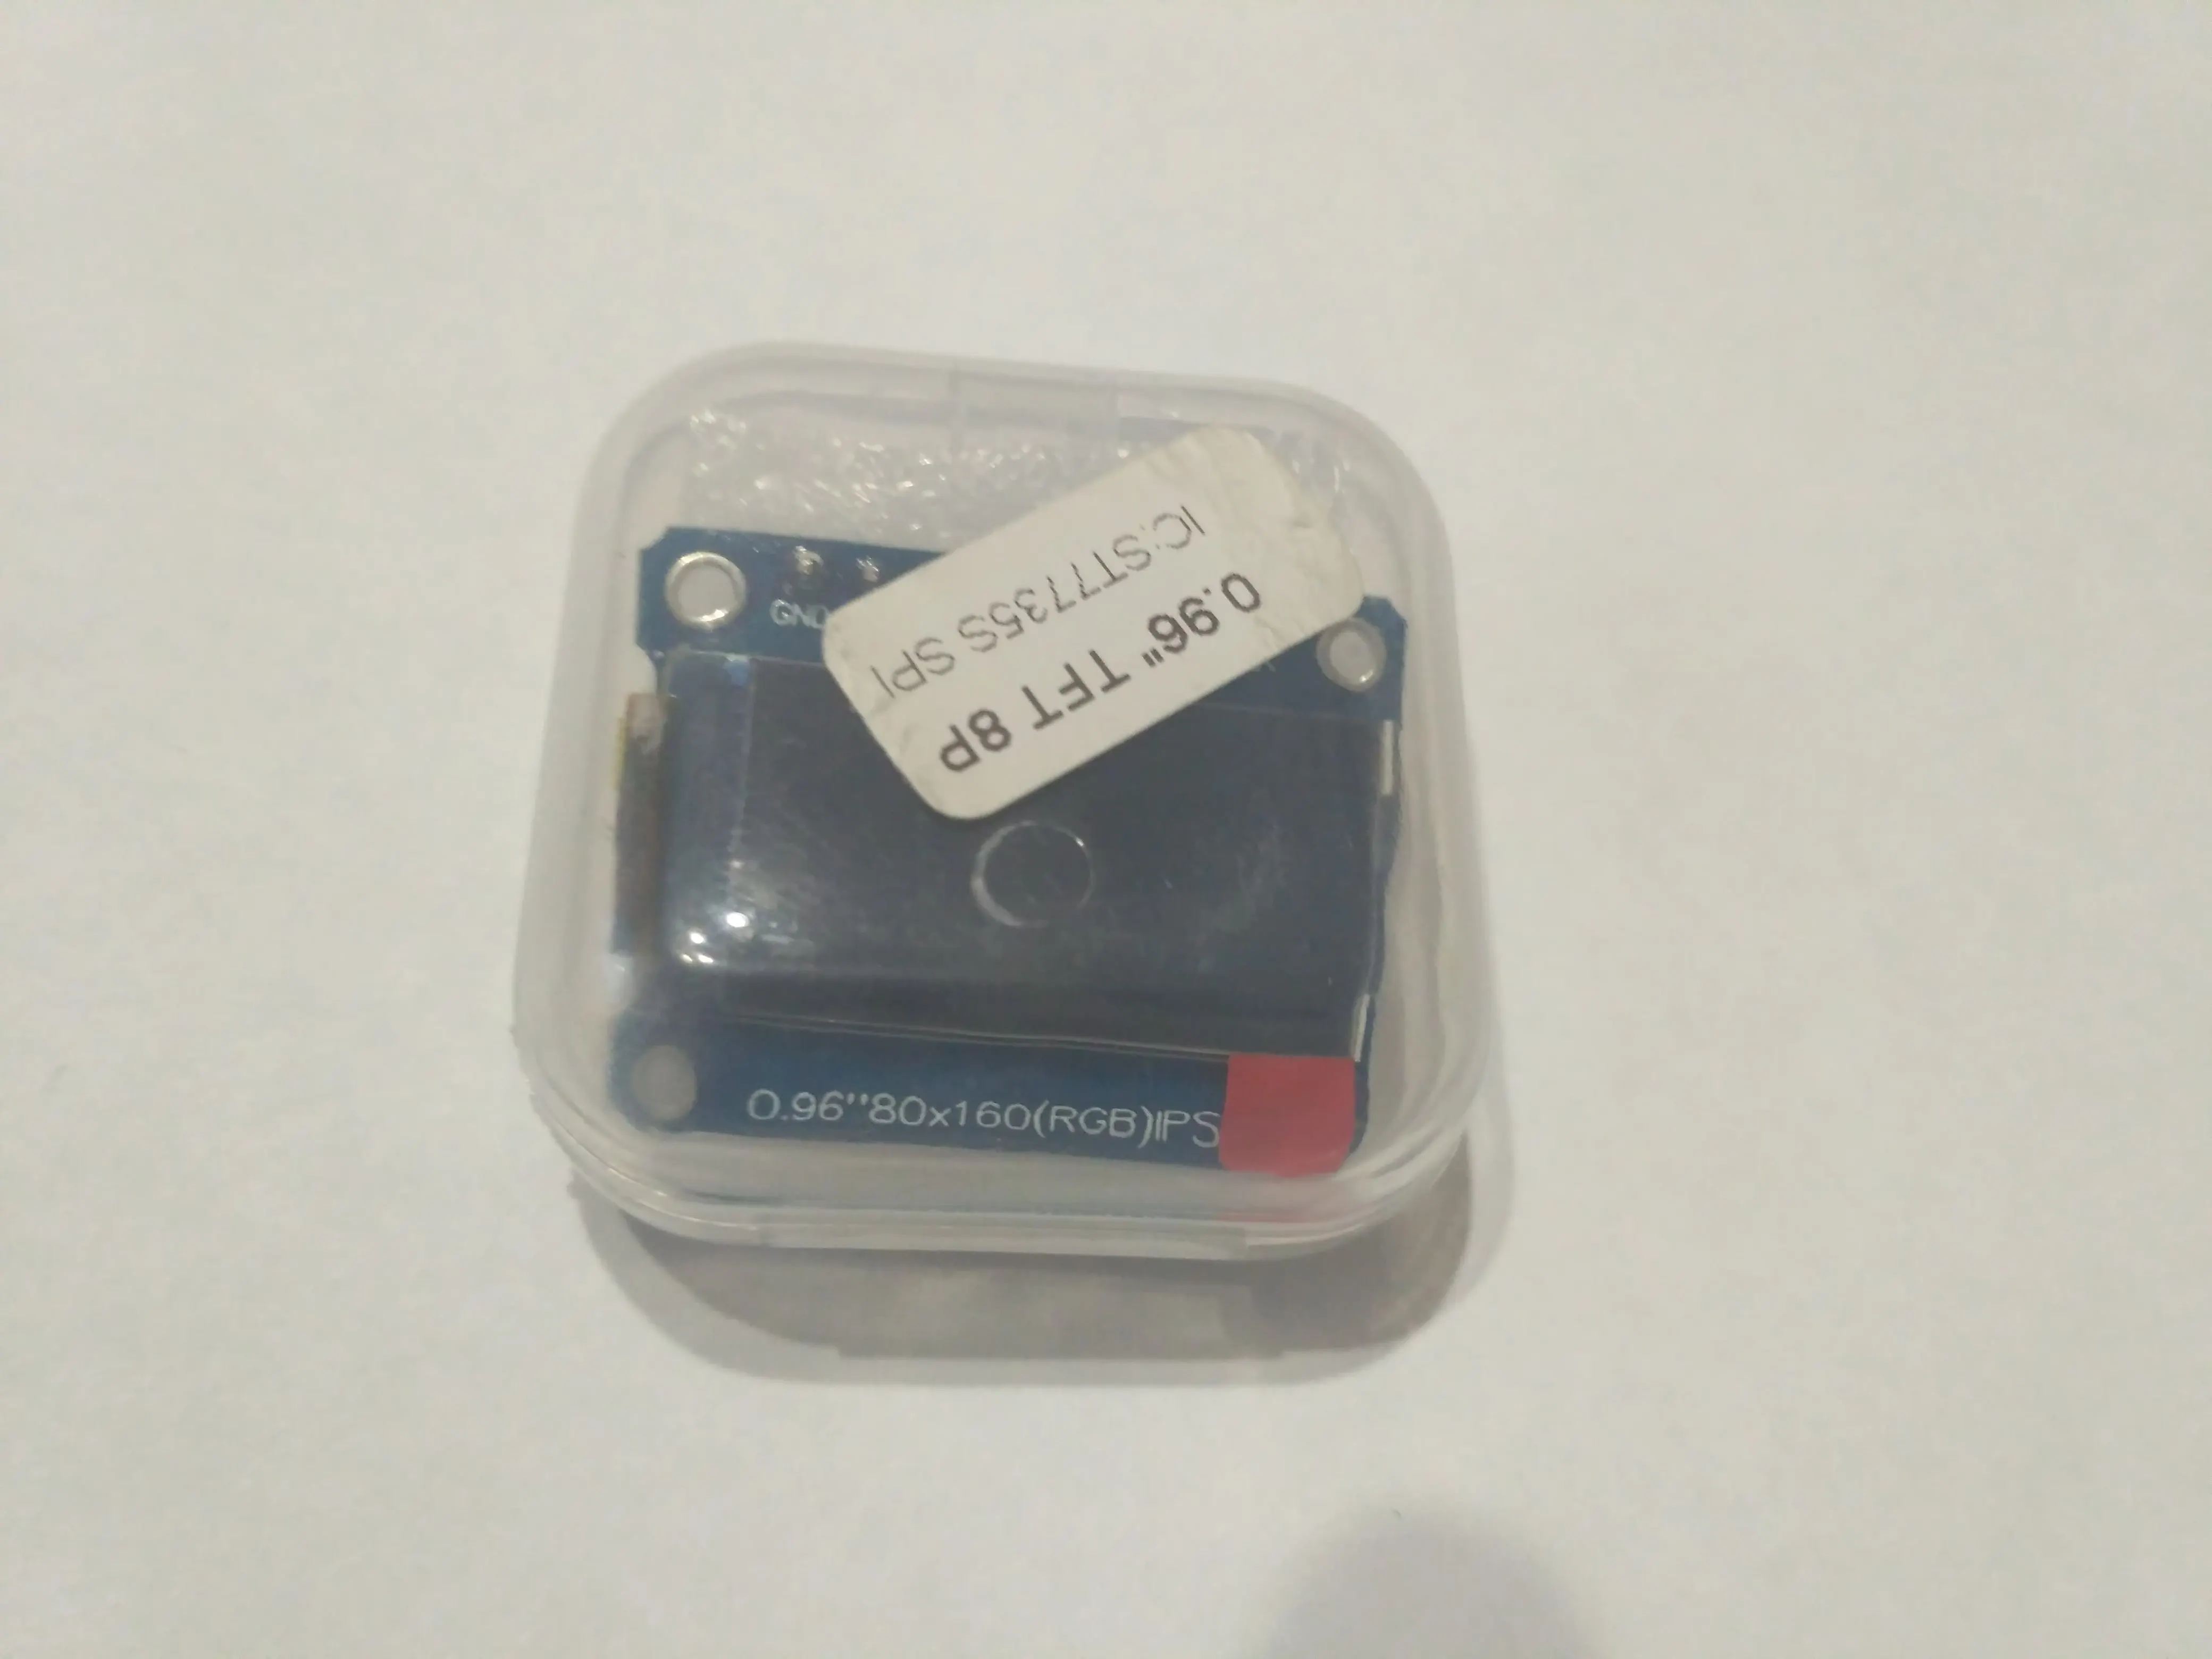 0.96" TFT 8P
IC:ST7735S SPI
GND
0.96"80x160(RGB)IPS